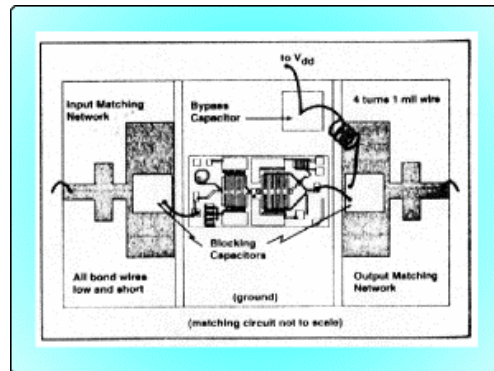 to Vdd
Input Matching
Network
Bypass
Capacitor
4 turns 1 mil wire
Blocking
Capacitors
All bond wires
low and short
Output Matching
Network
(ground)
(matching circuit not to scale)